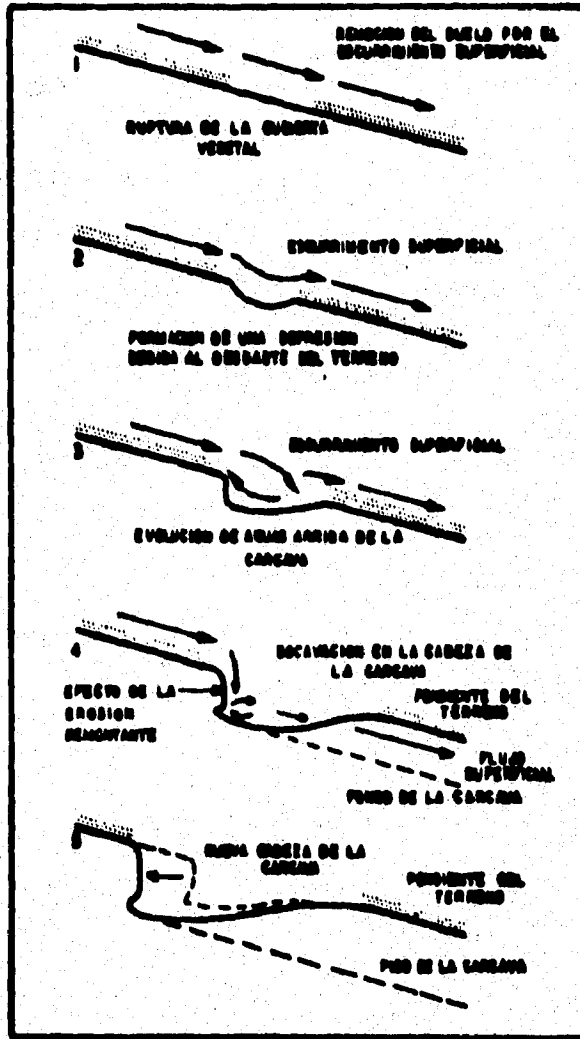 1
REMOCION DEL SUELO POR EL
ESCURRIMIENTO SUPERFICIAL
RUPTURA DE LA CUBIERTA
VEGETAL
2
ESCURRIMIENTO SUPERFICIAL
FORMACION DE UNA DEPRESION
DEBIDA AL DESGASTE DEL TERRENO
3
ESCURRIMIENTO SUPERFICIAL
EVOLUCION DE AGUAS ARRIBA DE LA
CARCAVA
4
SOCAVACION EN LA CABEZA DE
LA CARCAVA
EFECTO DE LA
EROSION
REMONTANTE
PENDIENTE DEL
TERRENO
FLUJO
SUPERFICIAL
FONDO DE LA CARCAVA
5
NUEVA CABEZA DE LA
CARCAVA
PENDIENTE DEL
TERRENO
PISO DE LA CARCAVA